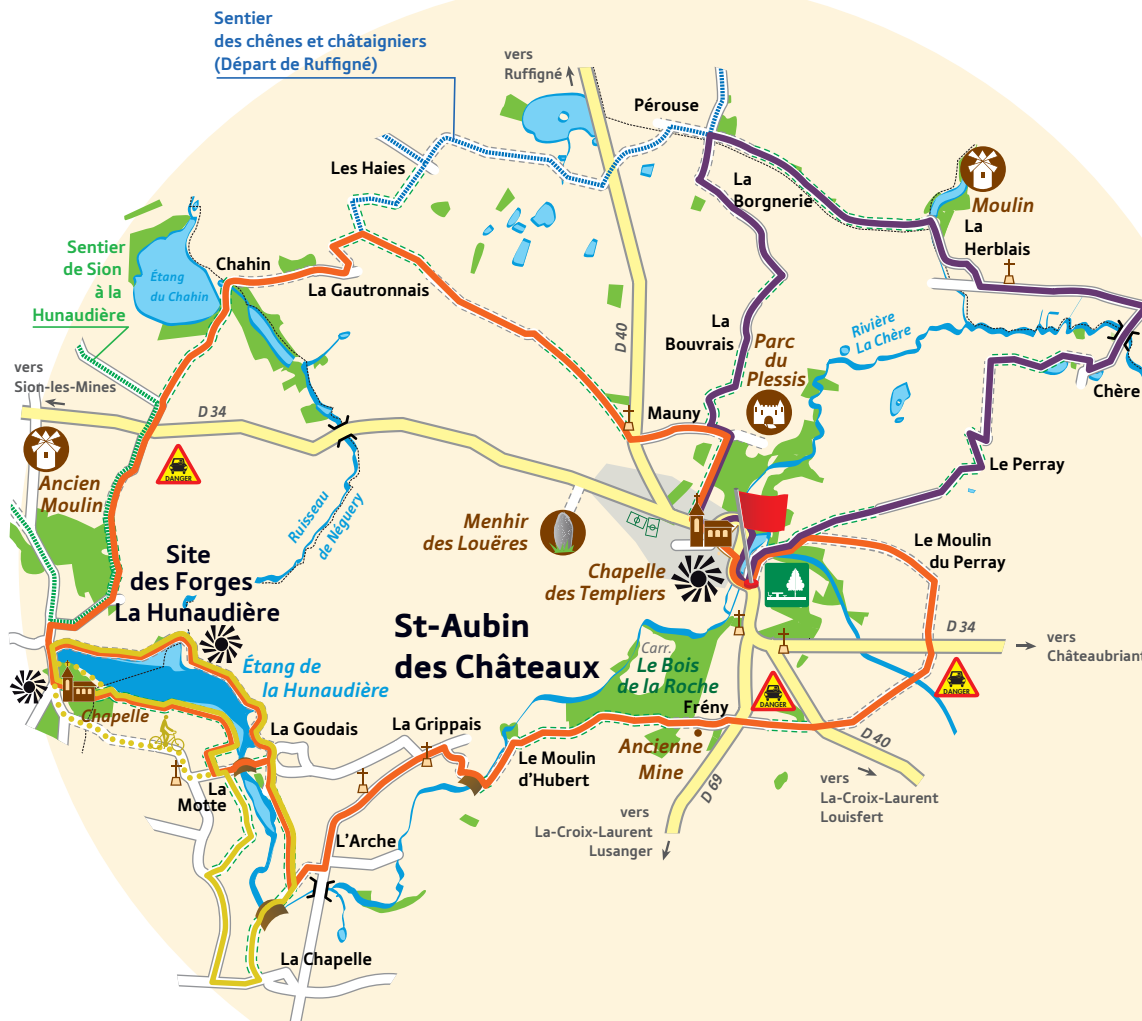 Sentier
des chênes et châtaigniers
(Départ de Ruffigné)
vers
Ruffigné
Pérouse
Les Haies
La
Borgnerie
Moulin
La
Herblais
Sentier
de Sion
à la
Hunaudière
Chahin
Étang
du Chahin
La Gautronnais
D 40
La
Bouvrais
Parc
du
Plessis
Rivière
La Chère
vers
Sion-les-Mines
D 34
Mauny
Chère
Ancien
Moulin
DANGER
Le Perray
Ruisseau
de Néguery
Menhir
des Louëres
Site
des Forges
La Hunaudière
Chapelle
des Templiers
Le Moulin
du Perray
St-Aubin
des Châteaux
D 34
vers
Châteaubriant
Carr.
Le Bois
de la Roche
Étang de
la Hunaudière
DANGER
DANGER
Frény
Chapelle
La Goudais
La Grippais
Ancienne
Mine
Le Moulin
d'Hubert
D 40
D 69
La
Motte
vers
La-Croix-Laurent
Louisfert
vers
La-Croix-Laurent
Lusanger
L'Arche
La Chapelle